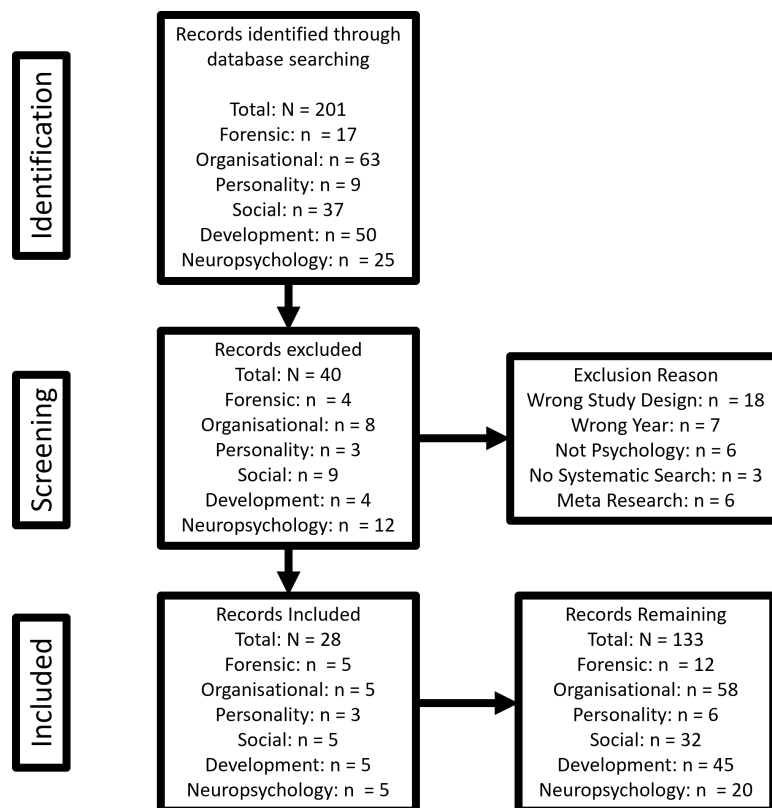 Identification
Records identified through
database searching
Total: N = 201
Forensic: n = 17
Organisational: n = 63
Personality: n = 9
Social: n = 37
Development: n = 50
Neuropsychology: n = 25
Screening
Records excluded
Total: N = 40
Forensic: n = 4
Organisational: n = 8
Personality: n = 3
Social: n = 9
Development: n = 4
Neuropsychology: n = 12
Exclusion Reason
Wrong Study Design: n = 18
Wrong Year: n = 7
Not Psychology: n = 6
No Systematic Search: n = 3
Meta Research: n = 6
Included
Records Included
Total: N = 28
Forensic: n = 5
Organisational: n = 5
Personality: n = 3
Social: n = 5
Development: n = 5
Neuropsychology: n = 5
Records Remaining
Total: N = 133
Forensic: n = 12
Organisational: n = 58
Personality: n = 6
Social: n = 32
Development: n = 45
Neuropsychology: n = 20